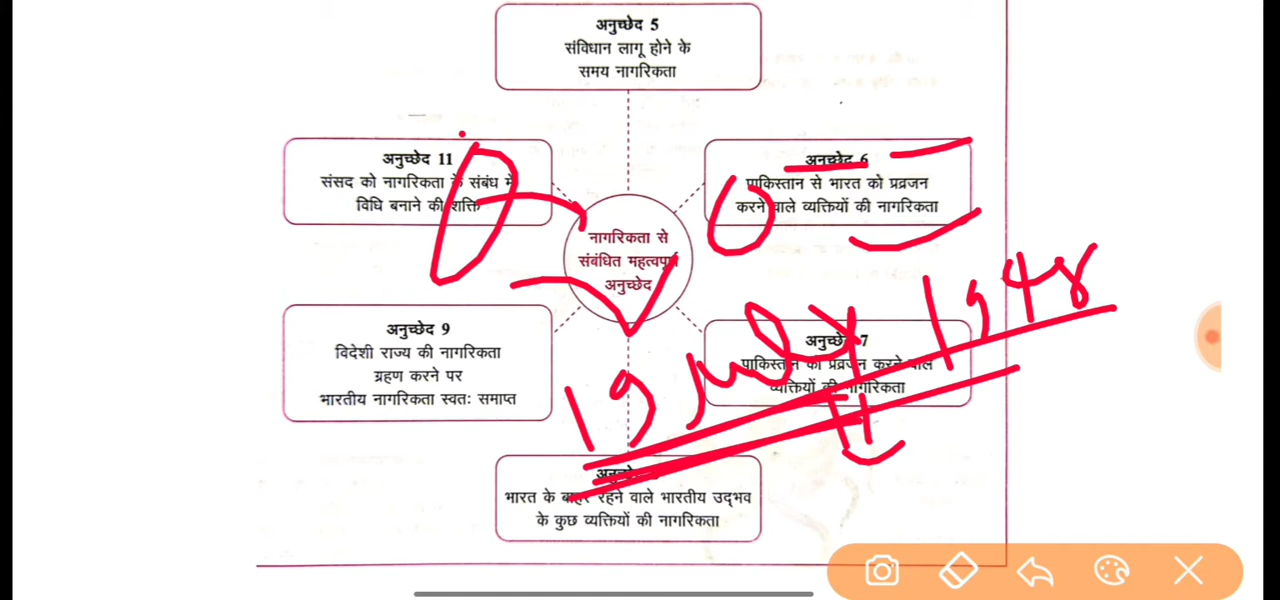 अनुच्छेद 5
संविधान लागू होने के
समय नागरिकता
अनुच्छेद 11
संसद को नागरिकता के संबंध में
विधि बनाने की शक्ति
अनुच्छेद 6
पाकिस्तान से भारत को प्रव्रजन
करने वाले व्यक्तियों की नागरिकता
नागरिकता से
संबंधित महत्वपूर्ण
अनुच्छेद
अनुच्छेद 9
विदेशी राज्य की नागरिकता
ग्रहण करने पर
भारतीय नागरिकता स्वतः समाप्त
अनुच्छेद 7
पाकिस्तान को प्रव्रजन करने वाले
व्यक्तियों की नागरिकता
19 July 1948
भारत के बाहर रहने वाले भारतीय उद्भव
के कुछ व्यक्तियों की नागरिकता